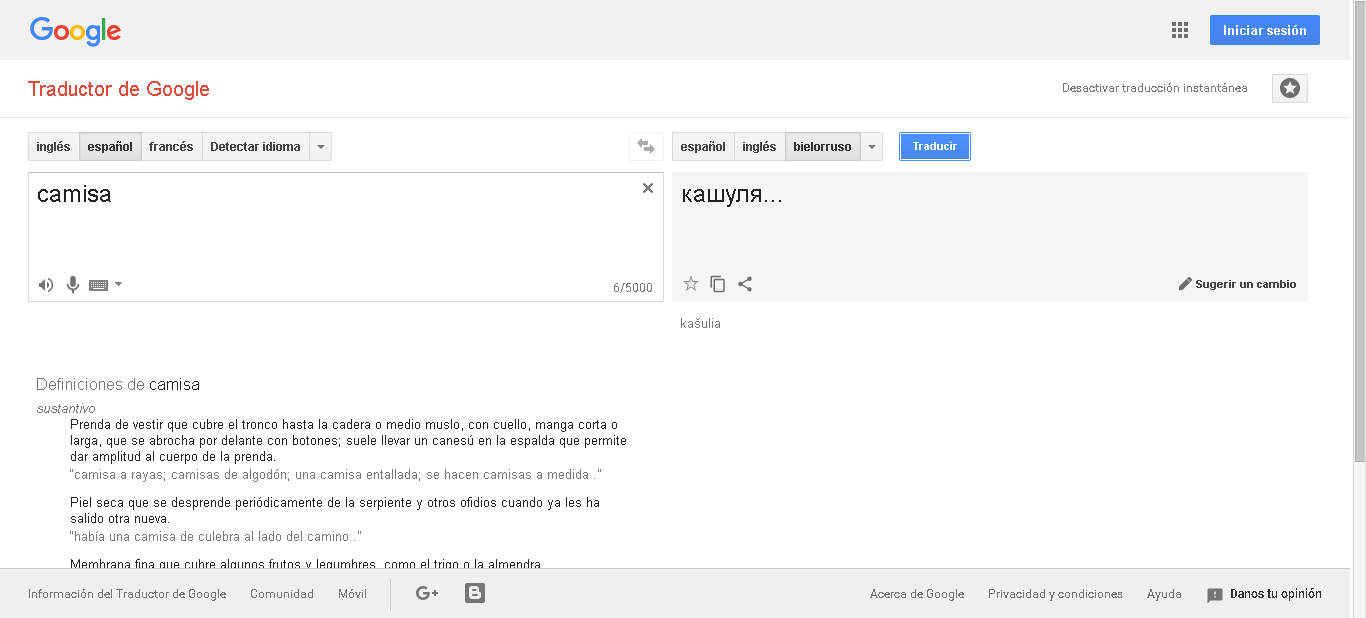 Google
Iniciar sesión
Traductor de Google
Desactivar traducción instantánea
inglés español francés Detectar idioma
español inglés bielorruso Traducir
camisa
кашуля...
6/5000
Sugerir un cambio
kašulia
Definiciones de camisa
sustantivo
Prenda de vestir que cubre el tronco hasta la cadera o medio muslo, con cuello, manga corta o
larga, que se abrocha por delante con botones; suele llevar un canesú en la espalda que permite
dar amplitud al cuerpo de la prenda.
"camisa a rayas; camisas de algodón; una camisa entallada; se hacen camisas a medida ."
Piel seca que se desprende periódicamente de la serpiente y otros ofidios cuando ya les ha
salido otra nueva.
"había una camisa de culebra al lado del camino ."
Membrana fina que cubre algunos frutos y legumbres, como el trigo o la almendra
Información del Traductor de Google Comunidad Móvil G+ B Acerca de Google Privacidad y condiciones Ayuda Danos tu opinión